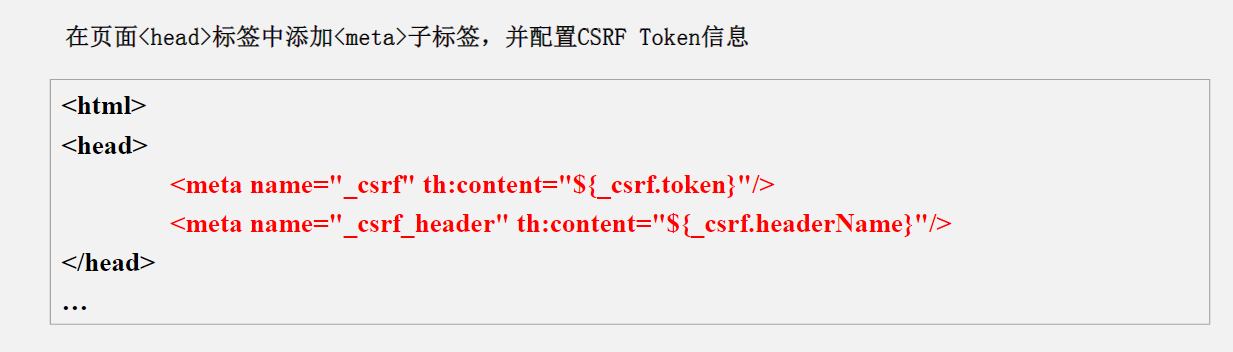 在页面<head>标签中添加<meta>子标签，并配置CSRF Token信息
<html>
<head>
<meta name="_csrf" th:content="${_csrf.token}"/>
<meta name="_csrf_header" th:content="${_csrf.headerName}"/>
</head>
…